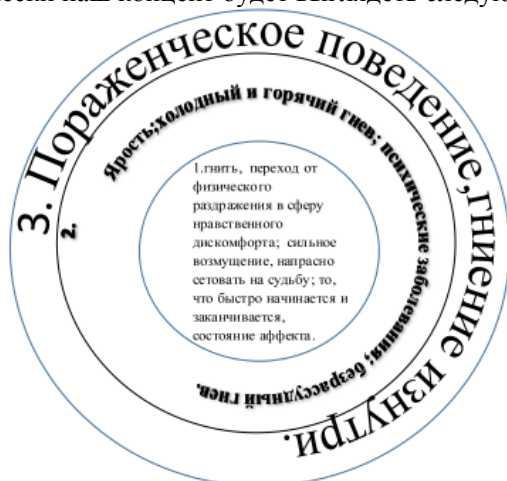 3. Пораженческое поведение,гниение изнутри.
2.
Ярость;холодный и горячий гнев; психические заболевания; безрассудный гнев.
1.гнить, переход от
физического
раздражения в сферу
нравственного
дискомфорта; сильное
возмущение, напрасно
сетовать на судьбу; то,
что быстро начинается и
заканчивается,
состояние аффекта.